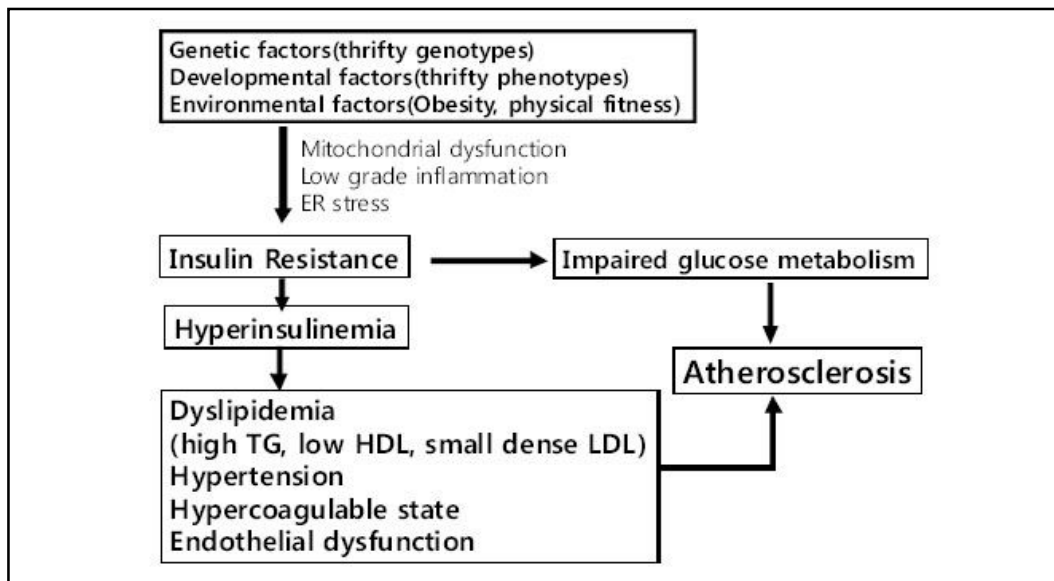 Genetic factors(thrifty genotypes)
Developmental factors(thrifty phenotypes)
Environmental factors(Obesity, physical fitness)
Mitochondrial dysfunction
Low grade inflammation
ER stress
Insulin Resistance
Impaired glucose metabolism
Hyperinsulinemia
Atherosclerosis
Dyslipidemia
(high TG, low HDL, small dense LDL)
Hypertension
Hypercoagulable state
Endothelial dysfunction